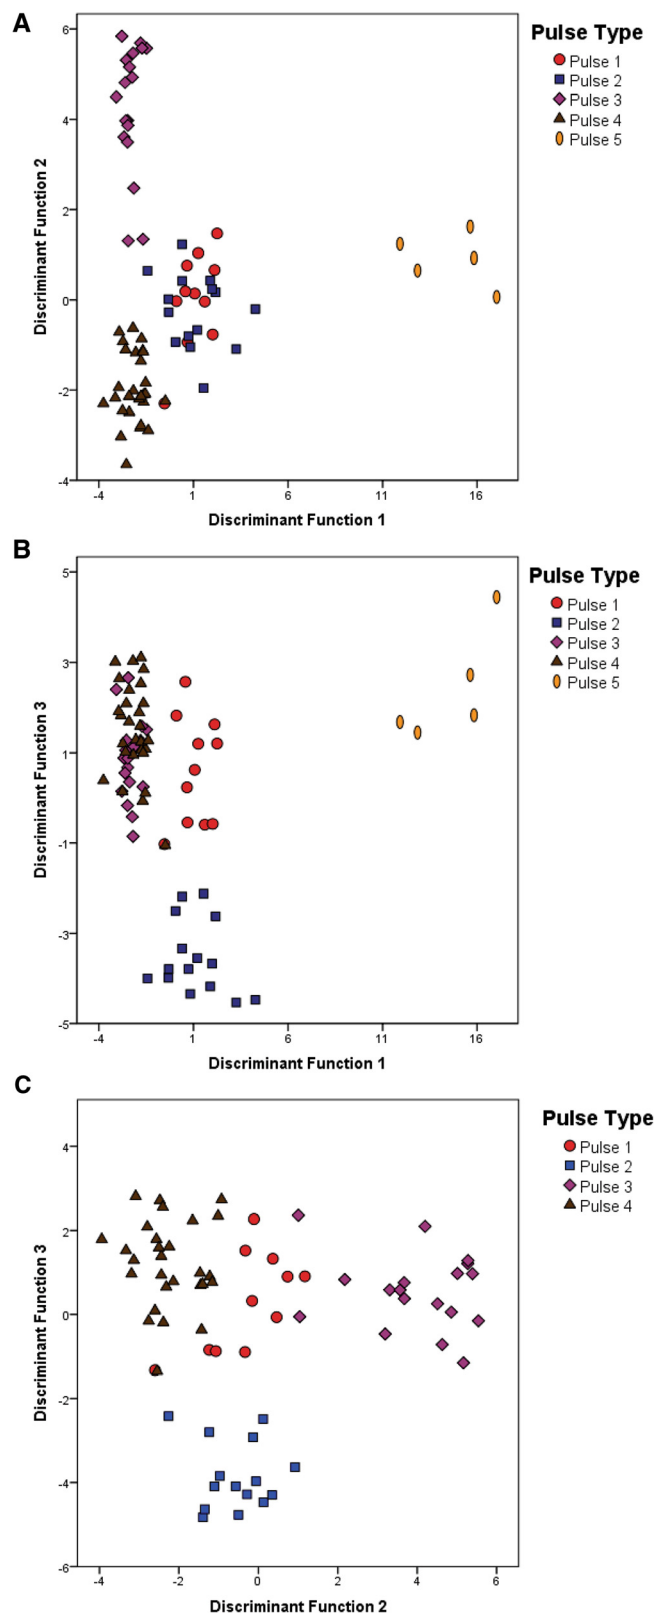 A
Pulse Type
Pulse 1
Pulse 2
Pulse 3
Pulse 4
Pulse 5
6
4
2
0
-2
-4
Discriminant Function 2
-4 1 6 11 16
Discriminant Function 1
B
Pulse Type
Pulse 1
Pulse 2
Pulse 3
Pulse 4
Pulse 5
5
3
1
-1
-3
-5
Discriminant Function 3
-4 1 6 11 16
Discriminant Function 1
C
Pulse Type
Pulse 1
Pulse 2
Pulse 3
Pulse 4
4
2
0
-2
-4
-6
Discriminant Function 3
-4 -2 0 2 4 6
Discriminant Function 2